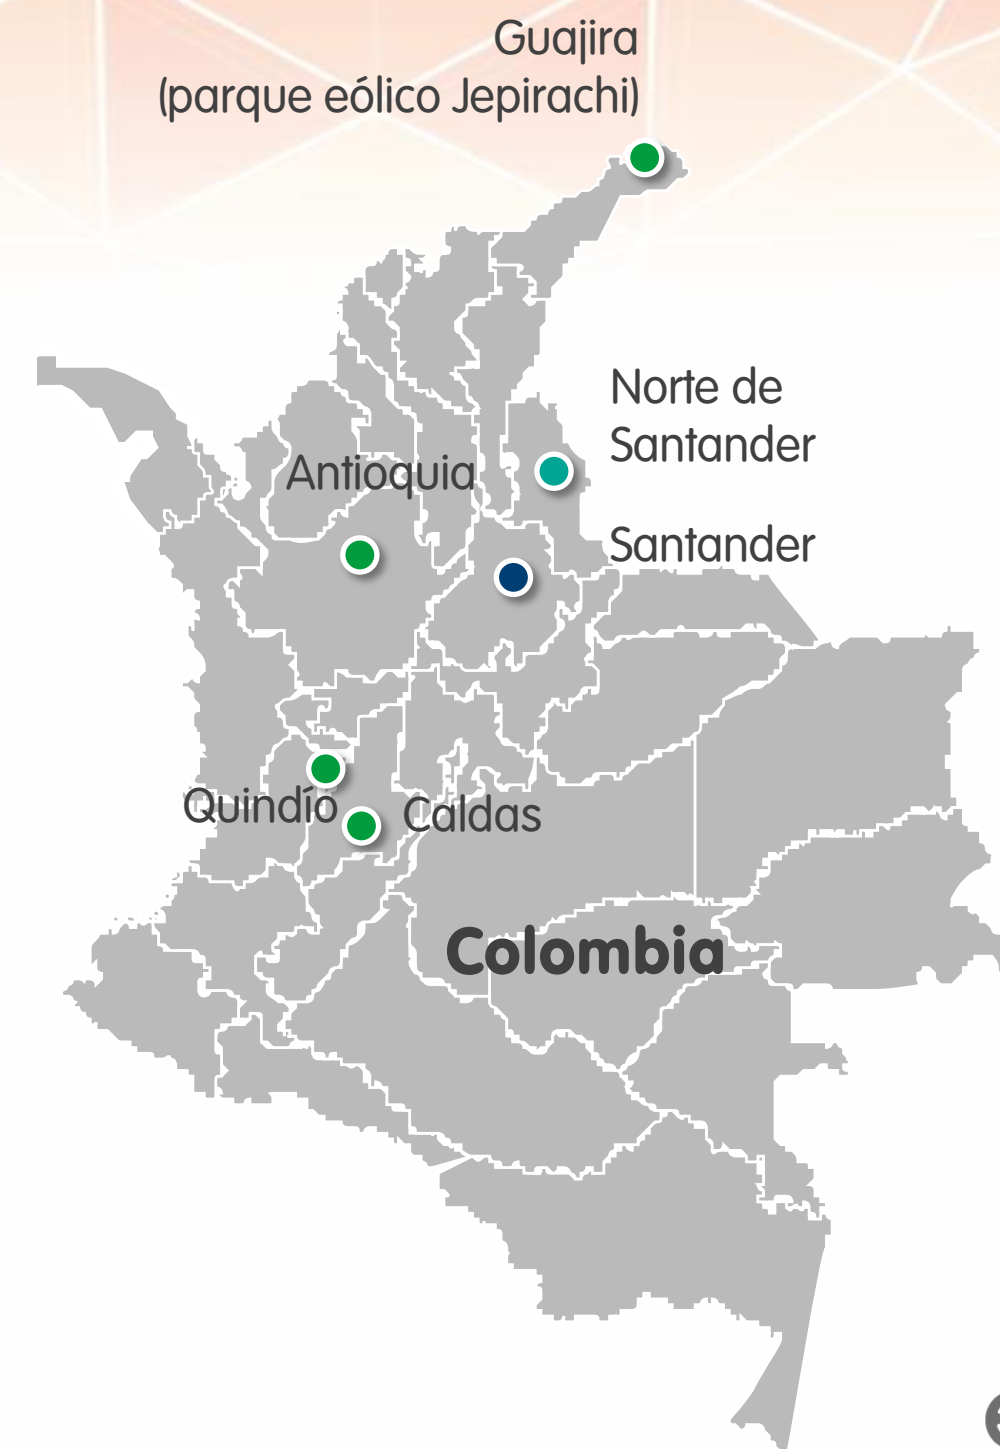 Guajira
(parque eólico Jepirachi)
Norte de
Santander
Antioquia
Santander
Quindío
Caldas
Colombia